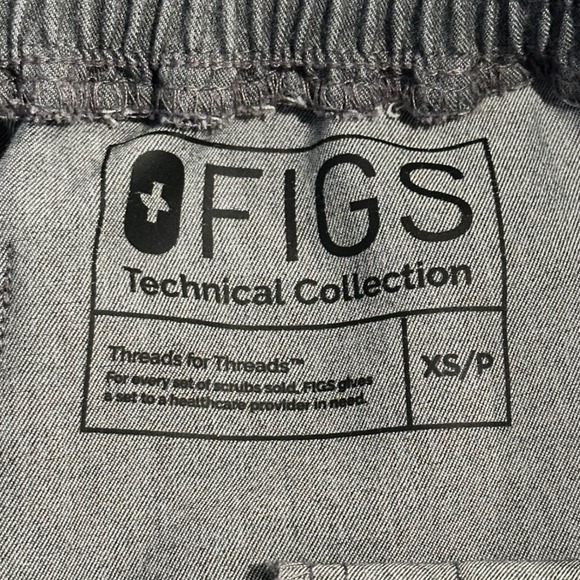 FIGS
Technical Collection
Threads for Threads™
For every set of scrubs sold, FIGS gives
a set to a healthcare provider in need.
XS/P